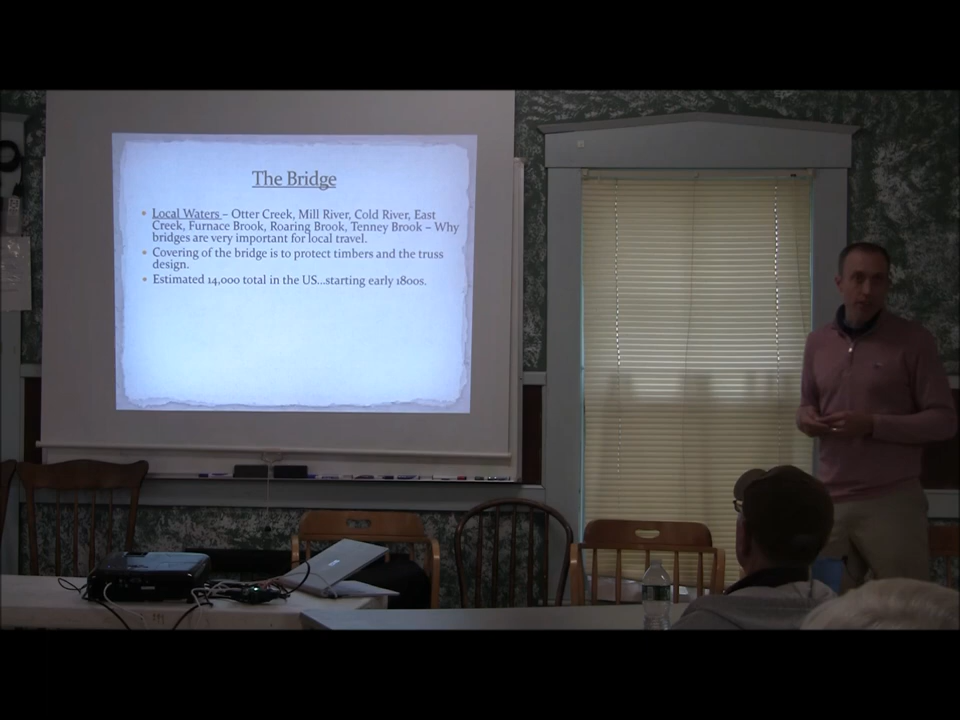 The Bridge
• Local Waters – Otter Creek, Mill River, Cold River, East
Creek, Furnace Brook, Roaring Brook, Tenney Brook – Why
bridges are very important for local travel.
• Covering of the bridge is to protect timbers and the truss
design.
• Estimated 14,000 total in the US...starting early 1800s.